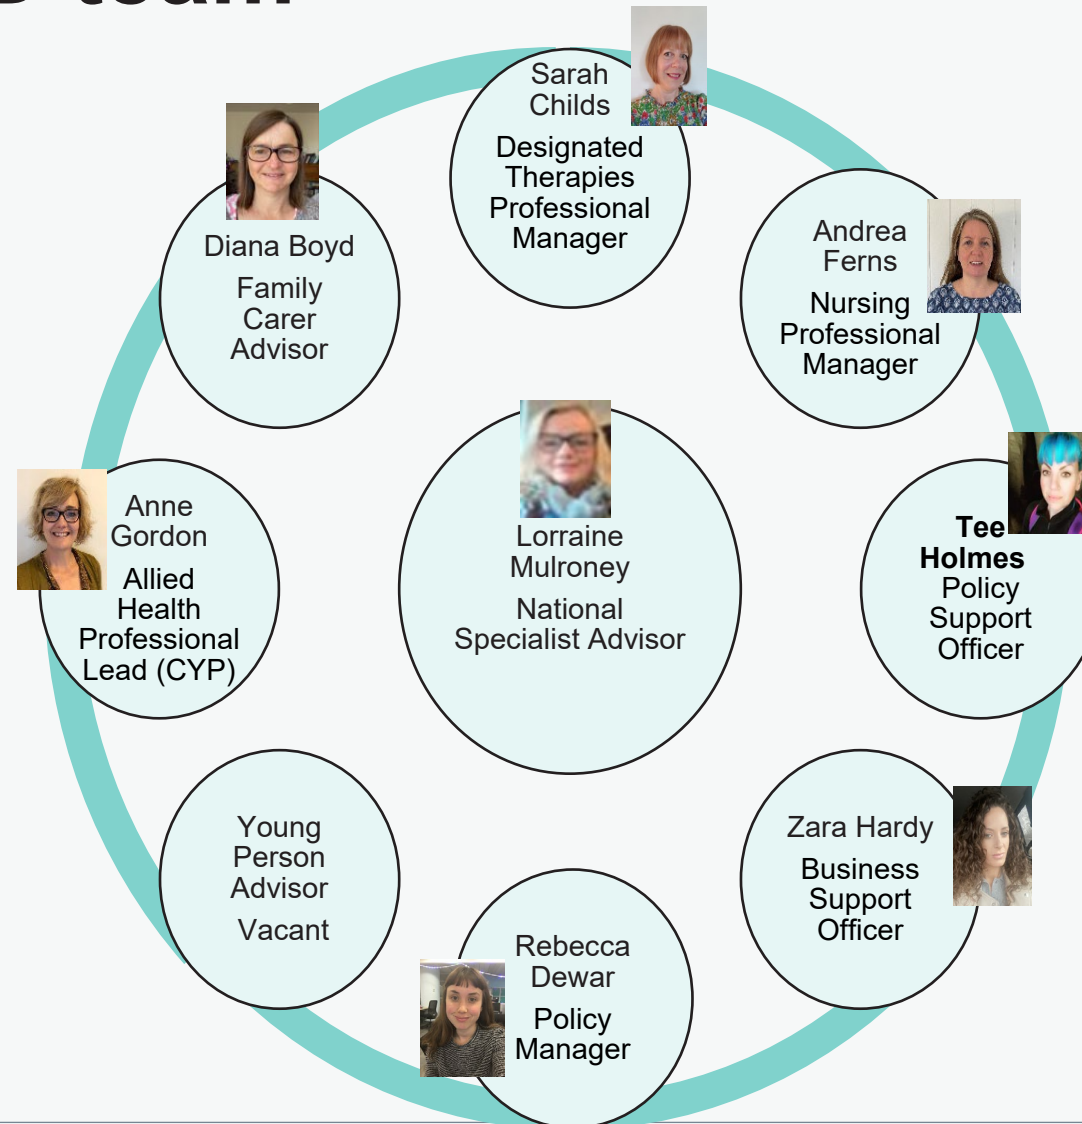 team
Sarah
Childs
Designated
Therapies
Professional
Manager
Andrea
Ferns
Nursing
Professional
Manager
Tee
Holmes
Policy
Support
Officer
Zara Hardy
Business
Support
Officer
Rebecca
Dewar
Policy
Manager
Young
Person
Advisor
Vacant
Anne
Gordon
Allied
Health
Professional
Lead (CYP)
Diana Boyd
Family
Carer
Advisor
Lorraine
Mulroney
National
Specialist Advisor